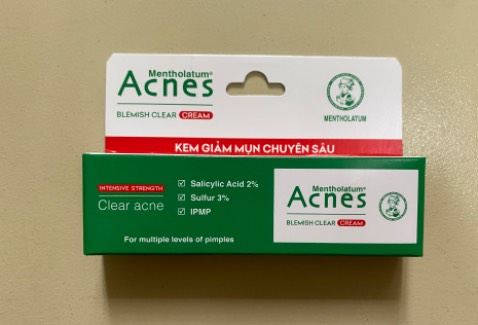 Mentholatum®
Acnes
BLEMISH CLEAR CREAM
MENTHOLATUM
KEM GIẢM MỤN CHUYÊN SÂU
INTENSIVE STRENGTH
Clear acne
☑ Salicylic Acid 2%
☑ Sulfur 3%
☑ IPMP
For multiple levels of pimples
Mentholatum®
Acnes
BLEMISH CLEAR CREAM